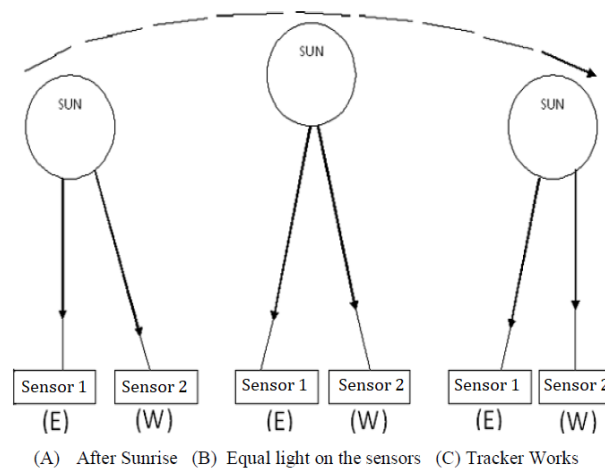 SUN
SUN
SUN
Sensor 1 Sensor 2 Sensor 1 Sensor 2 Sensor 1 Sensor 2
(E) (W) (E) (W) (E) (W)
(A) After Sunrise (B) Equal light on the sensors (C) Tracker Works